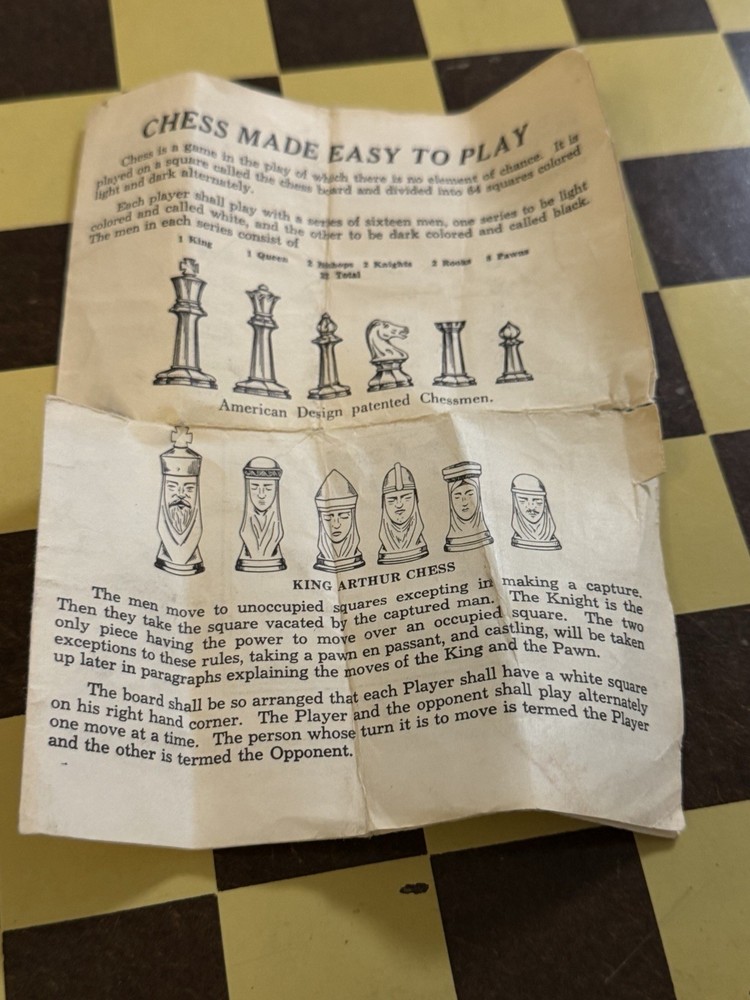 CHESS MADE EASY TO PLAY
Chess is a game in the play of which there is no element of chance. It is
played on a square called the chess board and divided into 64 squares colored
light and dark alternately.
Each player shall play with a series of sixteen men, one series to be light
colored and called white, and the other to be dark colored and called black.
The men in each series consist of
1 King 1 Queen 2 Bishops 2 Knights 2 Rooks 8 Pawns
32 Total
American Design patented Chessmen.
KING ARTHUR CHESS
The men move to unoccupied squares excepting in making a capture.
Then they take the square vacated by the captured man. The Knight is the
only piece having the power to move over an occupied square. The two
exceptions to these rules, taking a pawn en passant, and castling, will be taken
up later in paragraphs explaining the moves of the King and the Pawn.
The board shall be so arranged that each Player shall have a white square
on his right hand corner. The Player and the opponent shall play alternately
one move at a time. The person whose turn it is to move is termed the Player
and the other is termed the Opponent.